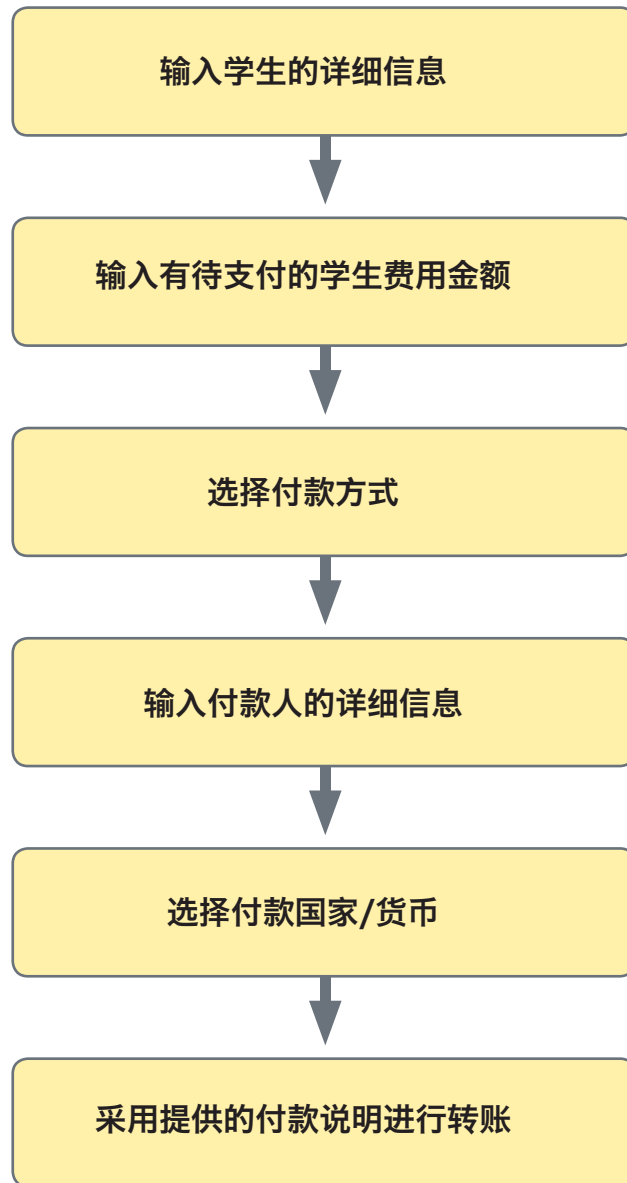 输入学生的详细信息
输入有待支付的学生费用金额
选择付款方式
输入付款人的详细信息
选择付款国家/货币
采用提供的付款说明进行转账